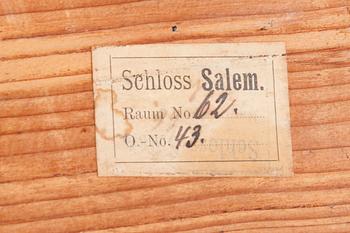 Schloss Salem.
Raum No. 62.
O.-No. 43.